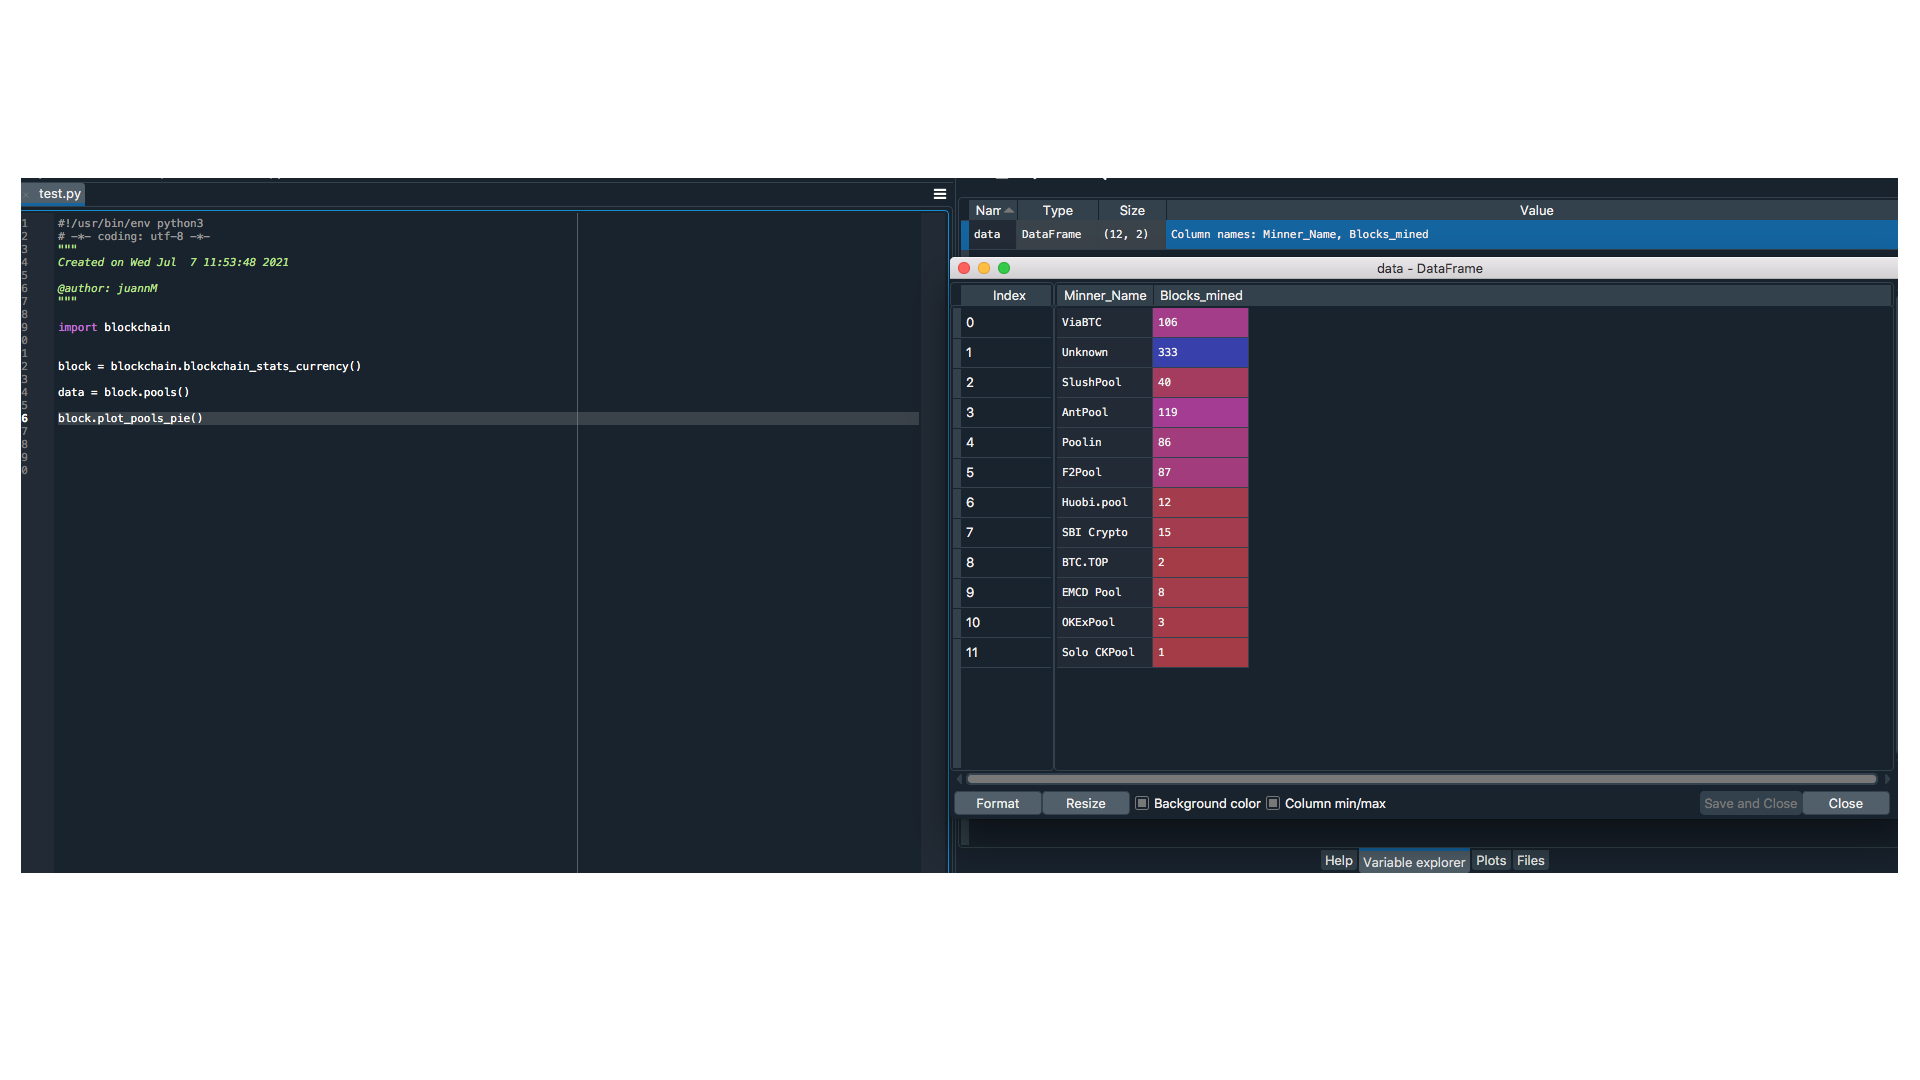 test.py
1 #!/usr/bin/env python3
2 # -*- coding: utf-8 -*-
3 """
4 Created on Wed Jul  7 11:53:48 2021
5
6 @author: juannM
7 """
8
9 import blockchain
0
1
2 block = blockchain.blockchain_stats_currency()
3
4 data = block.pools()
5
6 block.plot_pools_pie()
7
8
9
0
Nam Type Size Value
data DataFrame (12, 2) Column names: Minner_Name, Blocks_mined
data - DataFrame
Index Minner_Name Blocks_mined
0 ViaBTC 106
1 Unknown 333
2 SlushPool 40
3 AntPool 119
4 Poolin 86
5 F2Pool 87
6 Huobi.pool 12
7 SBI Crypto 15
8 BTC.TOP 2
9 EMCD Pool 8
10 OKExPool 3
11 Solo CKPool 1
Format Resize Background color Column min/max Save and Close Close
Help Variable explorer Plots Files